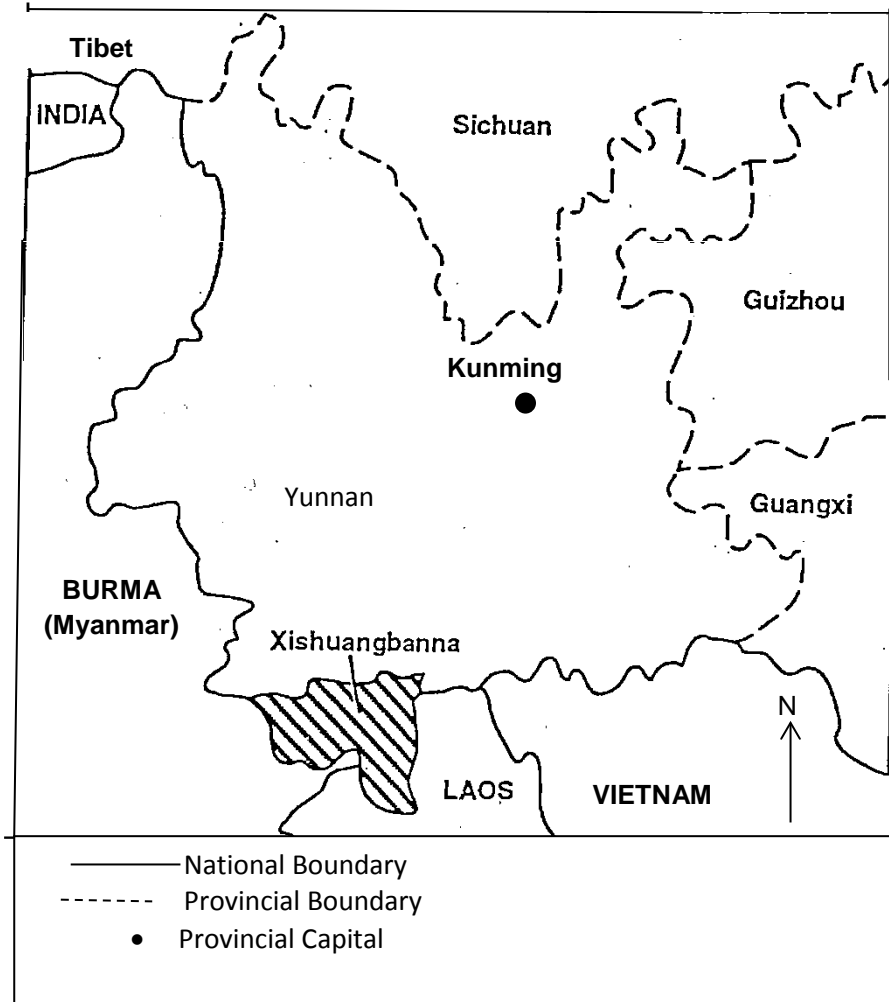 Tibet
INDIA
Sichuan
Guizhou
Kunming
Yunnan
Guangxi
BURMA
(Myanmar)
Xishuangbanna
N
LAOS
VIETNAM
National Boundary
Provincial Boundary
Provincial Capital